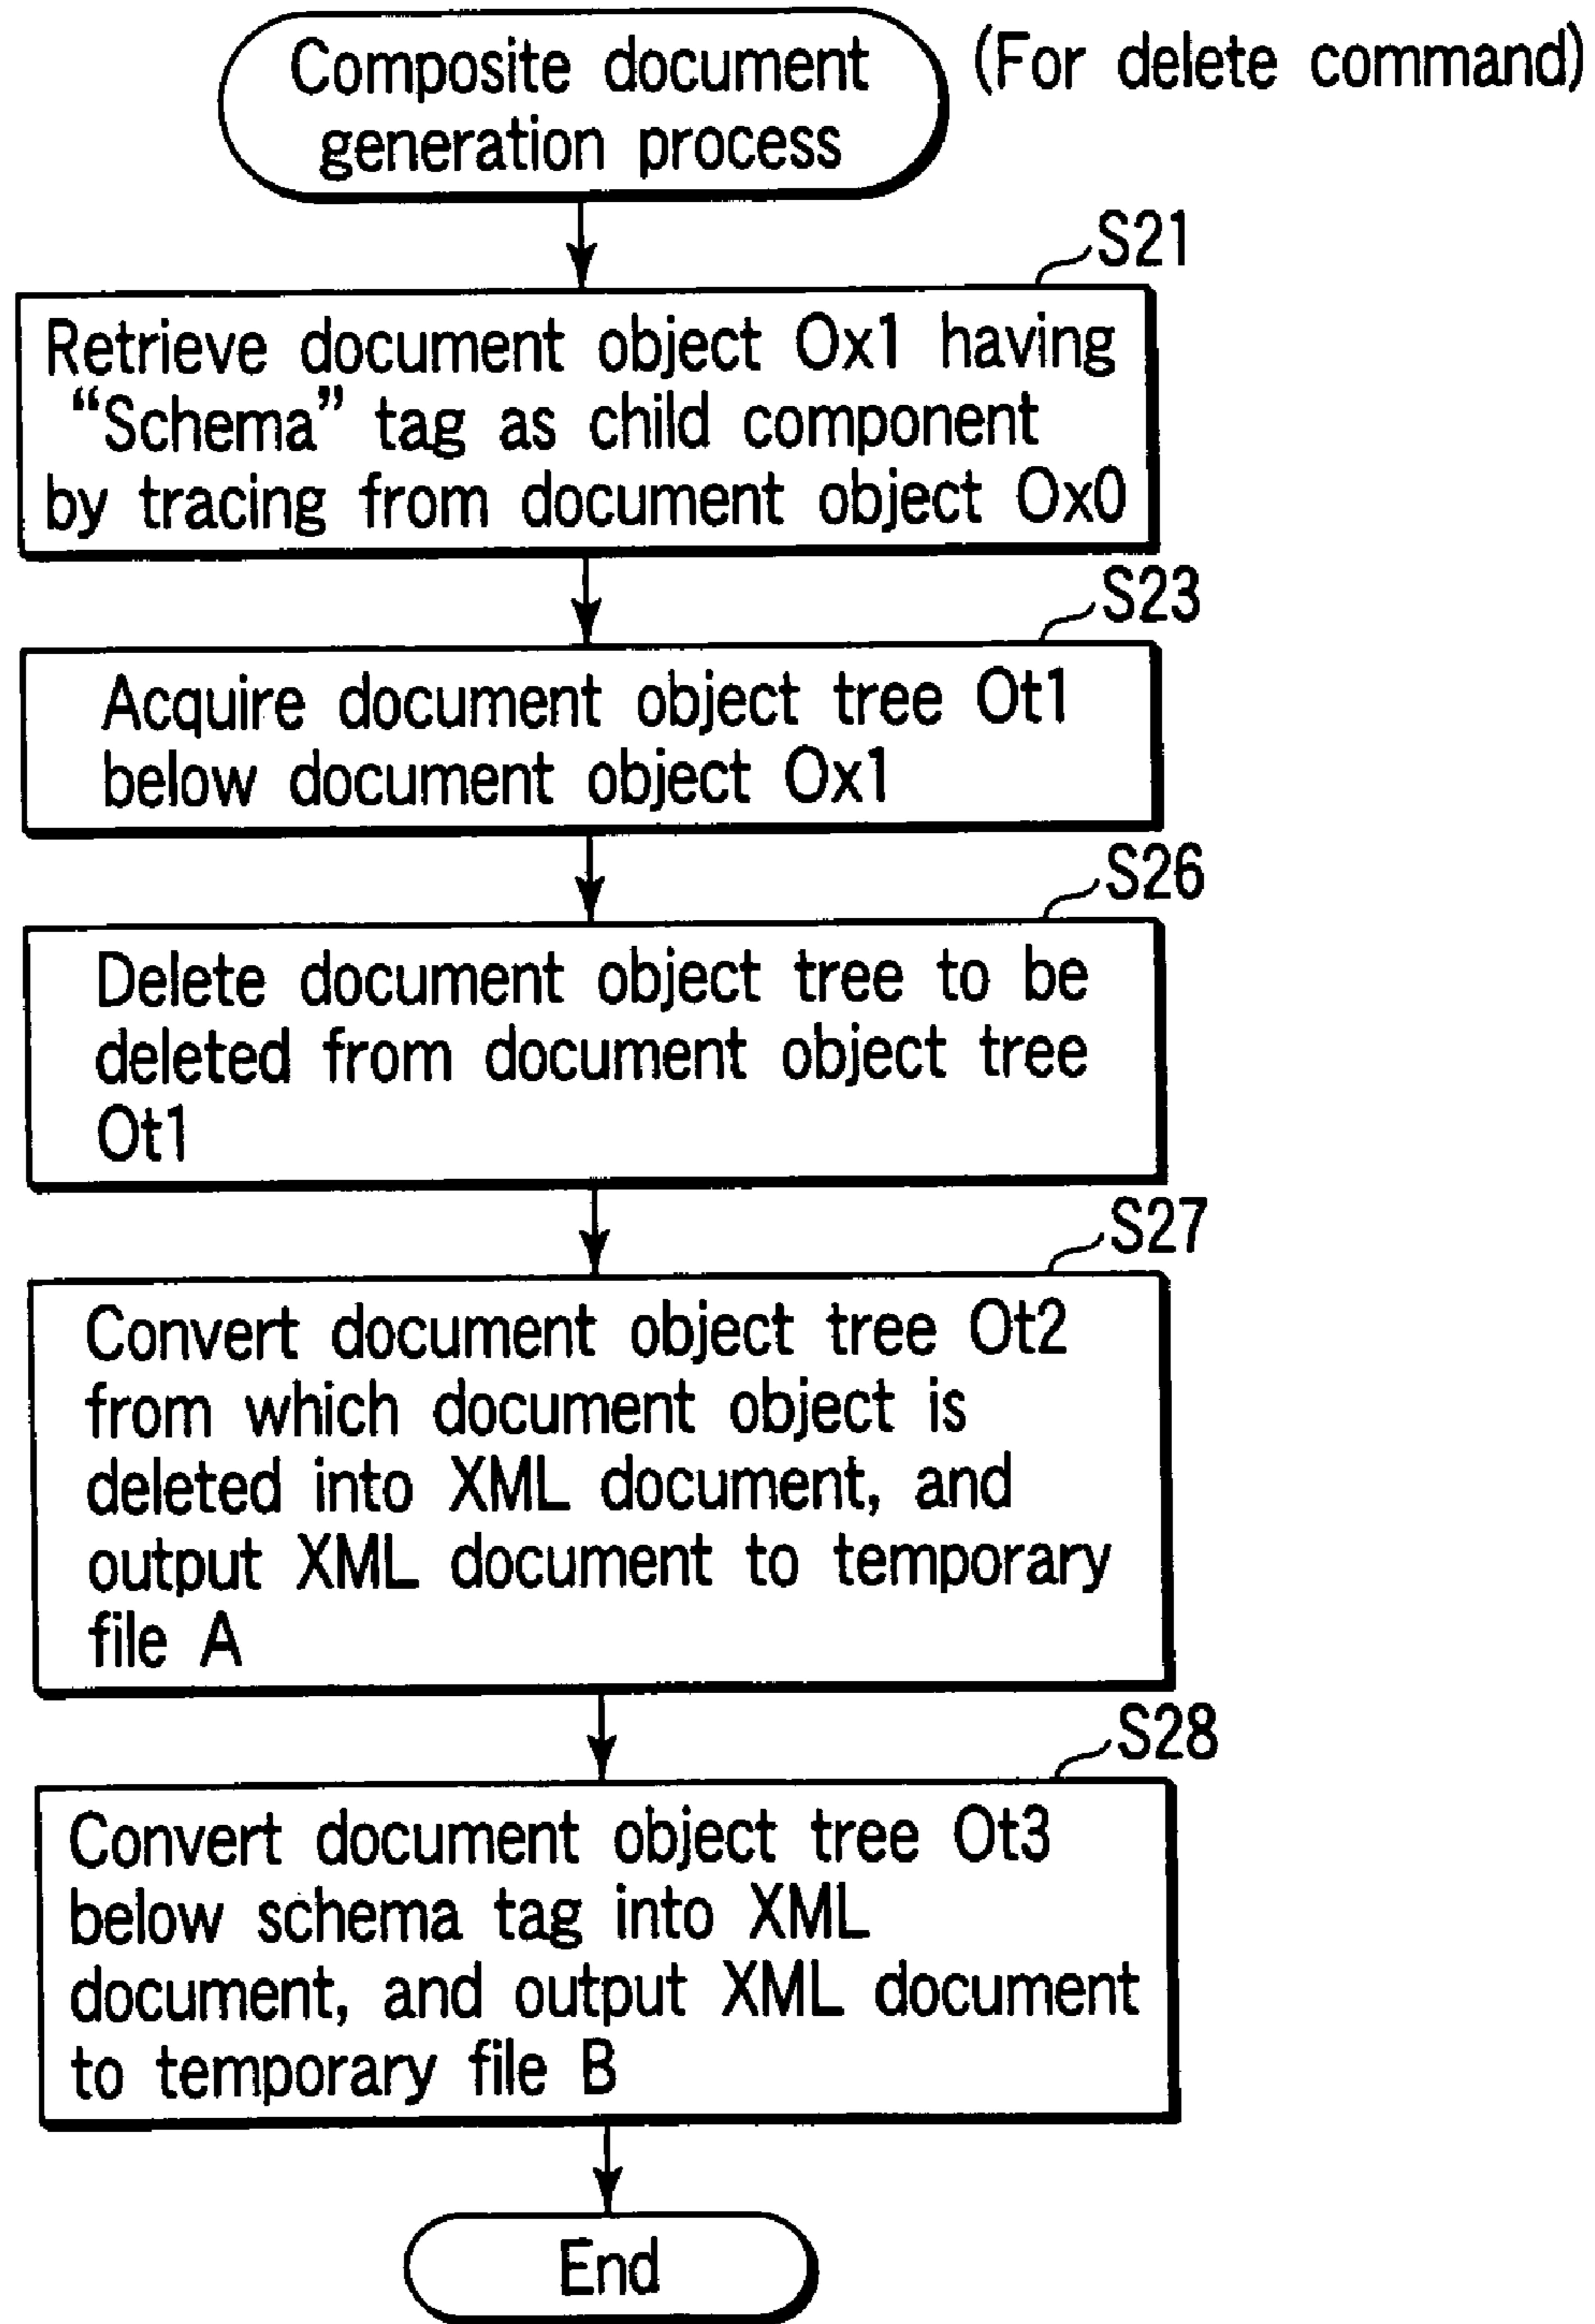 Composite document
generation process
(For delete command)
S21
Retrieve document object Ox1 having
“Schema” tag as child component
by tracing from document object Ox0
S23
Acquire document object tree Ot1
below document object Ox1
S26
Delete document object tree to be
deleted from document object tree
Ot1
S27
Convert document object tree Ot2
from which document object is
deleted into XML document, and
output XML document to temporary
file A
S28
Convert document object tree Ot3
below schema tag into XML
document, and output XML document
to temporary file B
End